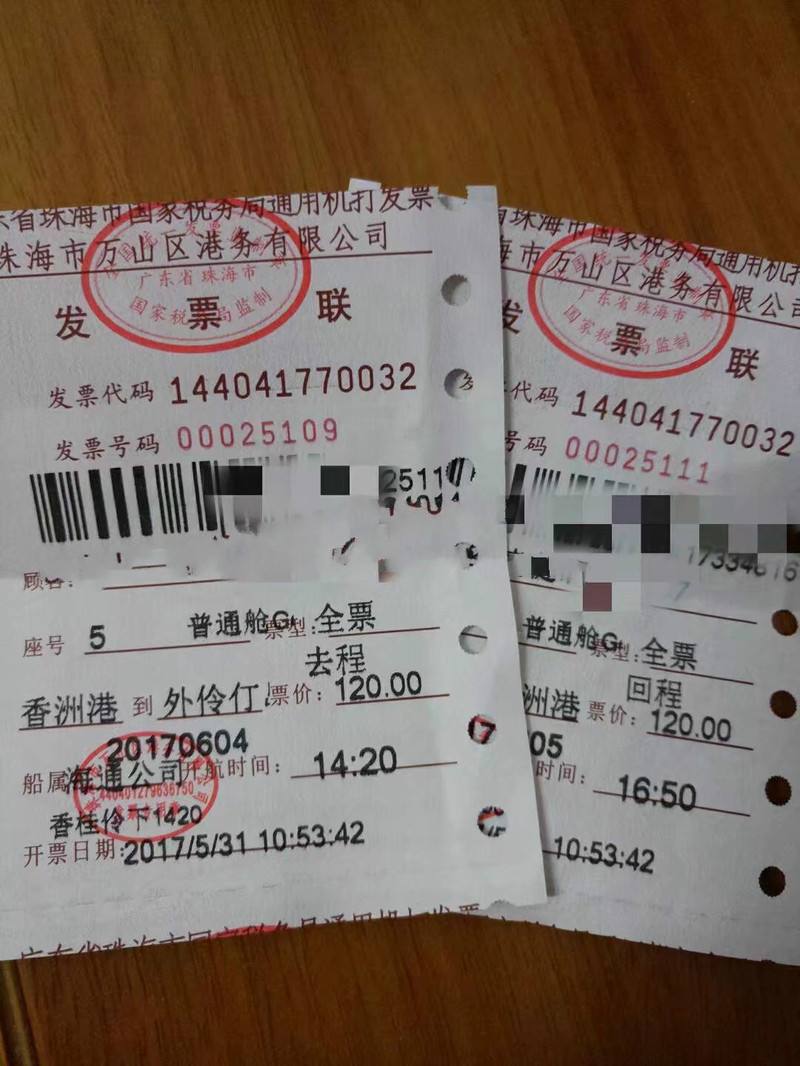 东省珠海市国家税务局通用机打发票
珠海市万山区港务有限公司
广东省珠海市
国家税务局监制
发票联
发票代码 144041770032
发票号码 00025109
2511
顾客:
座号 5 普通舱G 票型: 全票
去程
香洲港 到 外伶仃 票价: 120.00
20170604
船属 海通公司 开航时间: 14:20
香桂伶下1420
开票日期: 2017/5/31 10:53:42
省珠海市国家税务局通用机打
海市万山区港务有限公司
广东省珠海市
国家税务局监制
发票联
代码 144041770032
号码 00025111
普通舱G 票型: 全票
回程
洲港 票价: 120.00
05
时间: 16:50
10:53:42